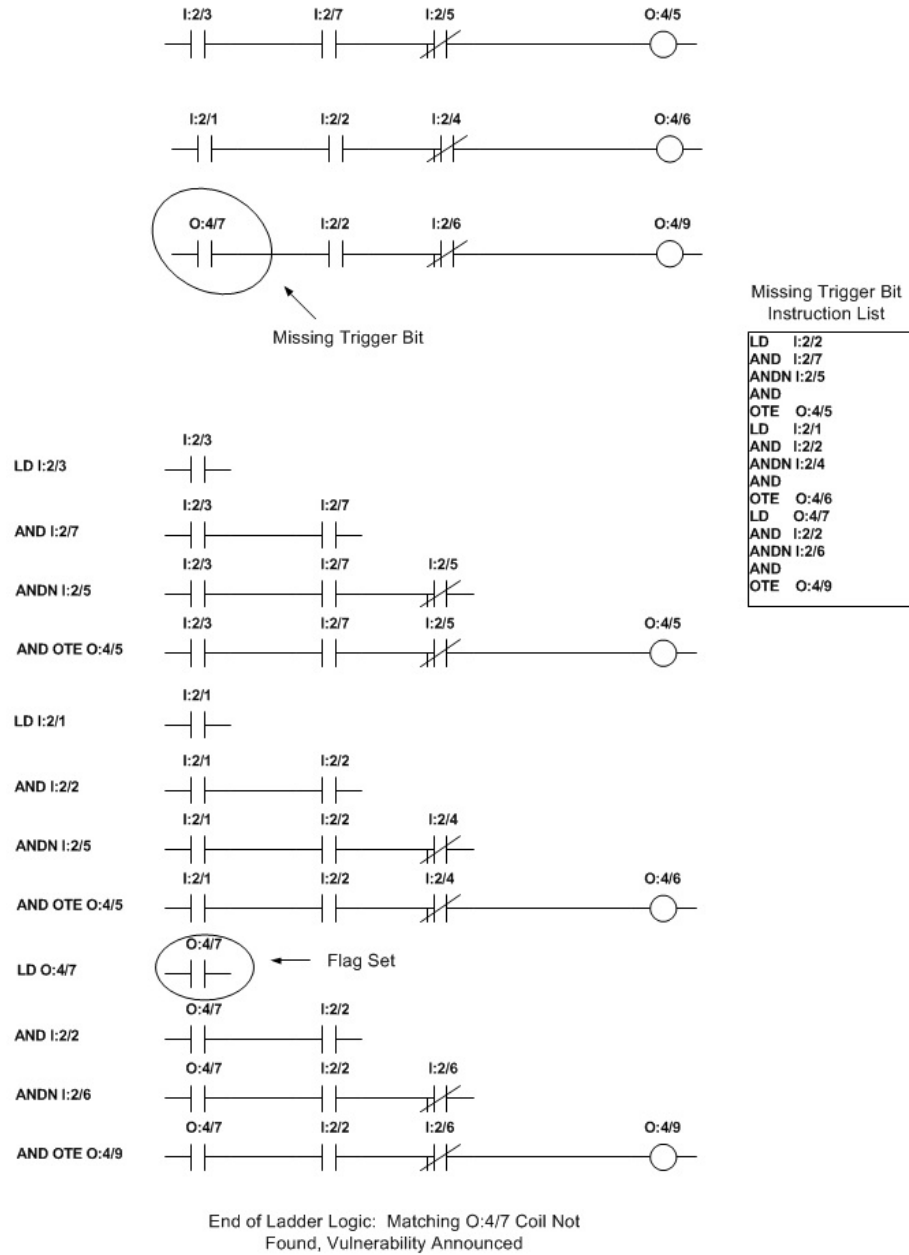 I:2/3 I:2/7 I:2/5 O:4/5
I:2/1 I:2/2 I:2/4 O:4/6
O:4/7 I:2/2 I:2/6 O:4/9
Missing Trigger Bit
Missing Trigger Bit
Instruction List
LD I:2/2
AND I:2/7
ANDN I:2/5
AND
OTE O:4/5
LD I:2/1
AND I:2/2
ANDN I:2/4
AND
OTE O:4/6
LD O:4/7
AND I:2/2
ANDN I:2/6
AND
OTE O:4/9
I:2/3
LD I:2/3
I:2/3 I:2/7
AND I:2/7
I:2/3 I:2/7 I:2/5
ANDN I:2/5
I:2/3 I:2/7 I:2/5 O:4/5
AND OTE O:4/5
I:2/1
LD I:2/1
I:2/1 I:2/2
AND I:2/2
I:2/1 I:2/2 I:2/4
ANDN I:2/5
I:2/1 I:2/2 I:2/4 O:4/6
AND OTE O:4/5
O:4/7
LD O:4/7 Flag Set
O:4/7 I:2/2
AND I:2/2
O:4/7 I:2/2 I:2/6
ANDN I:2/6
O:4/7 I:2/2 I:2/6 O:4/9
AND OTE O:4/9
End of Ladder Logic: Matching O:4/7 Coil Not
Found, Vulnerability Announced